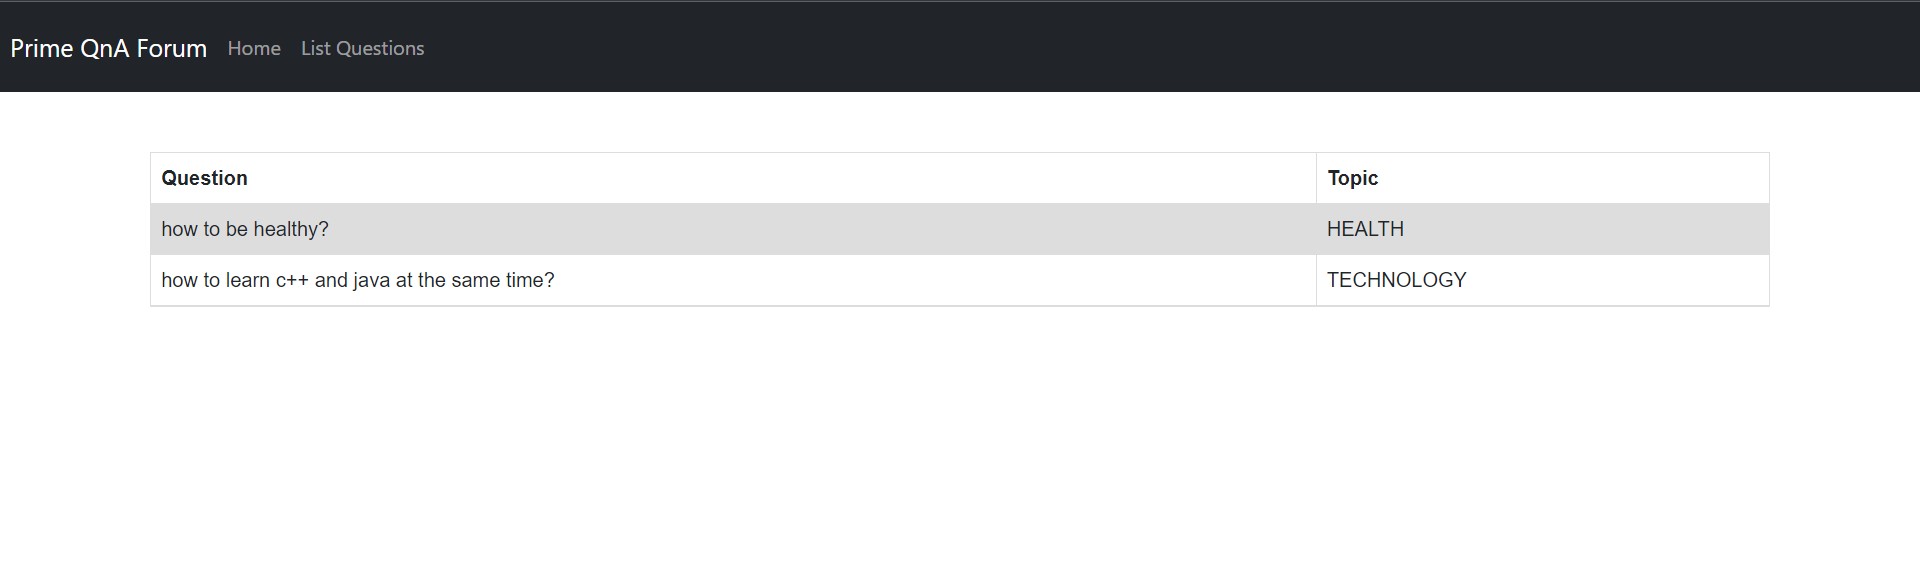 Prime QnA Forum Home List Questions
Question Topic
how to be healthy? HEALTH
how to learn c++ and java at the same time? TECHNOLOGY